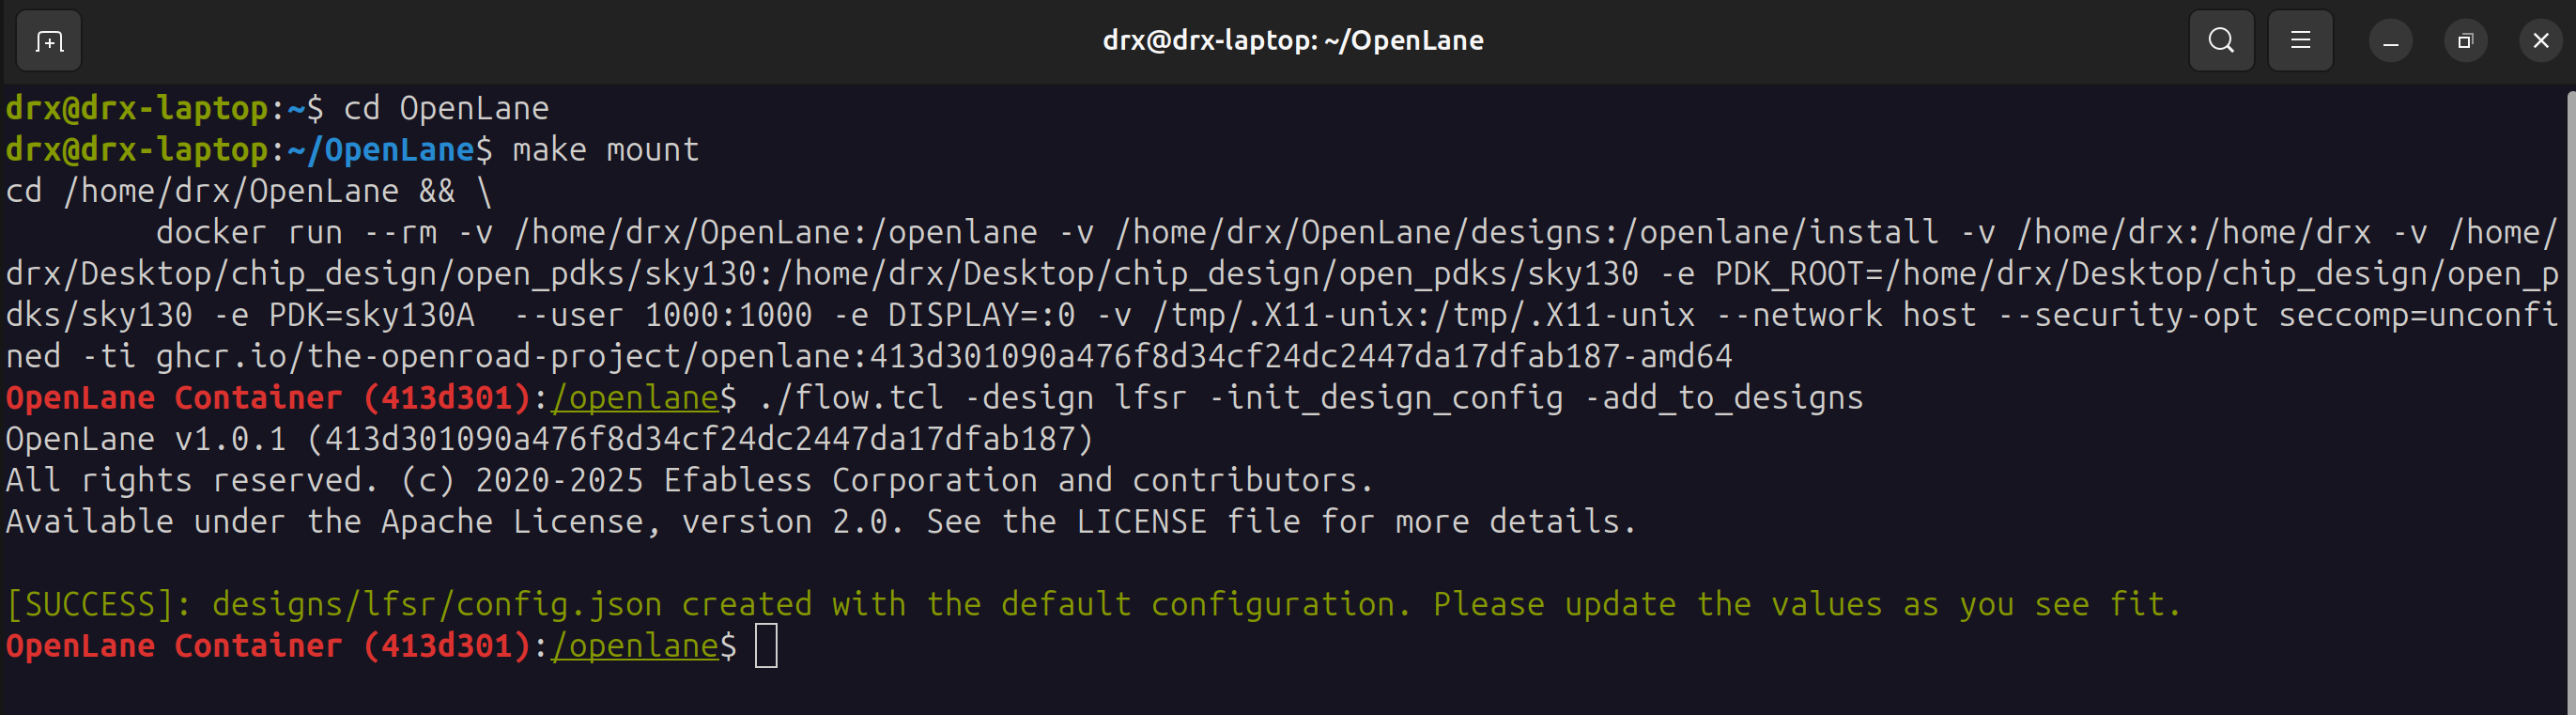 drx@drx-laptop: ~/OpenLane
drx@drx-laptop:~$ cd OpenLane
drx@drx-laptop:~/OpenLane$ make mount
cd /home/drx/OpenLane && \
        docker run --rm -v /home/drx/OpenLane:/openlane -v /home/drx/OpenLane/designs:/openlane/install -v /home/drx:/home/drx -v /home/
drx/Desktop/chip_design/open_pdks/sky130:/home/drx/Desktop/chip_design/open_pdks/sky130 -e PDK_ROOT=/home/drx/Desktop/chip_design/open_p
dks/sky130 -e PDK=sky130A  --user 1000:1000 -e DISPLAY=:0 -v /tmp/.X11-unix:/tmp/.X11-unix --network host --security-opt seccomp=unconfi
ned -ti ghcr.io/the-openroad-project/openlane:413d301090a476f8d34cf24dc2447da17dfab187-amd64
OpenLane Container (413d301):/openlane$ ./flow.tcl -design lfsr -init_design_config -add_to_designs
OpenLane v1.0.1 (413d301090a476f8d34cf24dc2447da17dfab187)
All rights reserved. (c) 2020-2025 Efabless Corporation and contributors.
Available under the Apache License, version 2.0. See the LICENSE file for more details.
[SUCCESS]: designs/lfsr/config.json created with the default configuration. Please update the values as you see fit.
OpenLane Container (413d301):/openlane$